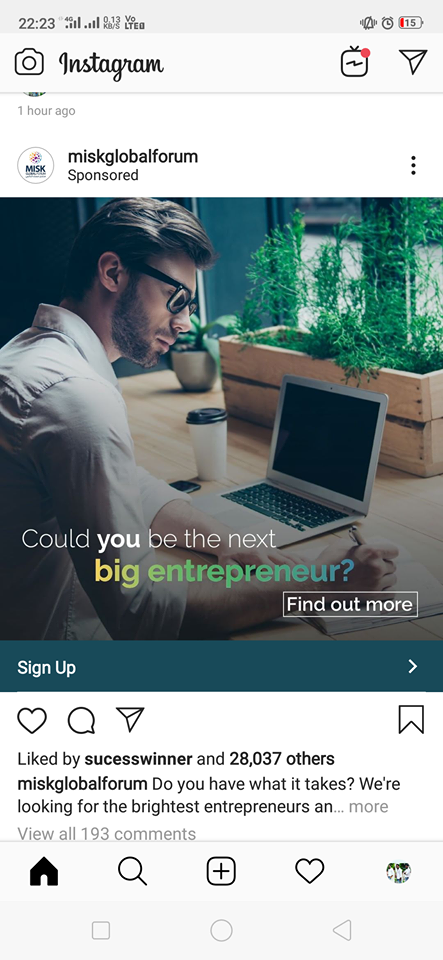 22:23 4G 0.13 KB/S Vo LTE 15
Instagram
1 hour ago
MISK
miskglobalforum
Sponsored
Could you be the next
big entrepreneur?
Find out more
Sign Up
Liked by sucesswinner and 28,037 others
miskglobalforum Do you have what it takes? We're
looking for the brightest entrepreneurs an... more
View all 193 comments